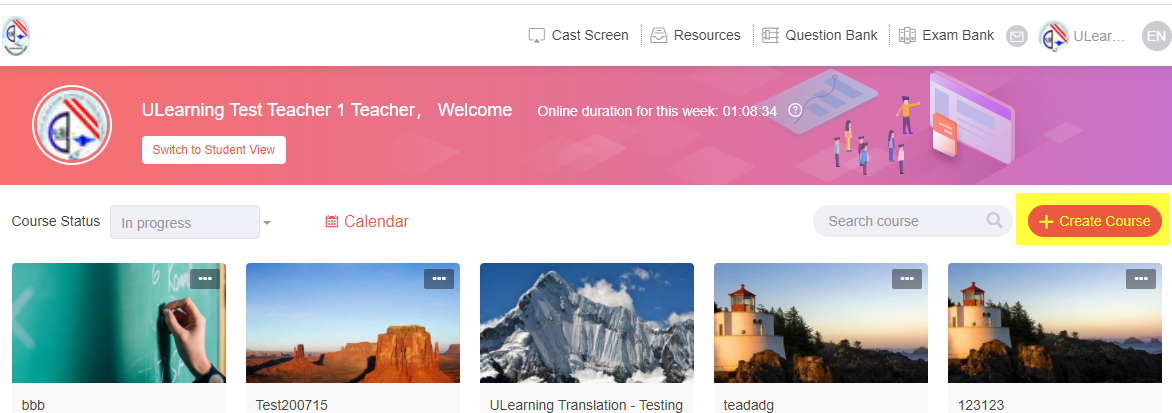 Cast Screen Resources Question Bank Exam Bank ULear... EN
ULearning Test Teacher 1 Teacher， Welcome Online duration for this week: 01:08:34 ?
Switch to Student View
Course Status In progress Calendar Search course + Create Course
bbb Test200715 ULearning Translation - Testing teadadg 123123